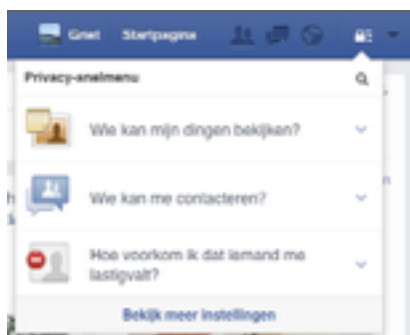 Griet Startpagina
Privacy-snelmenu
Wie kan mijn dingen bekijken?
Wie kan me contacteren?
Hoe voorkom ik dat iemand me
lastigvalt?
Bekijk meer instellingen